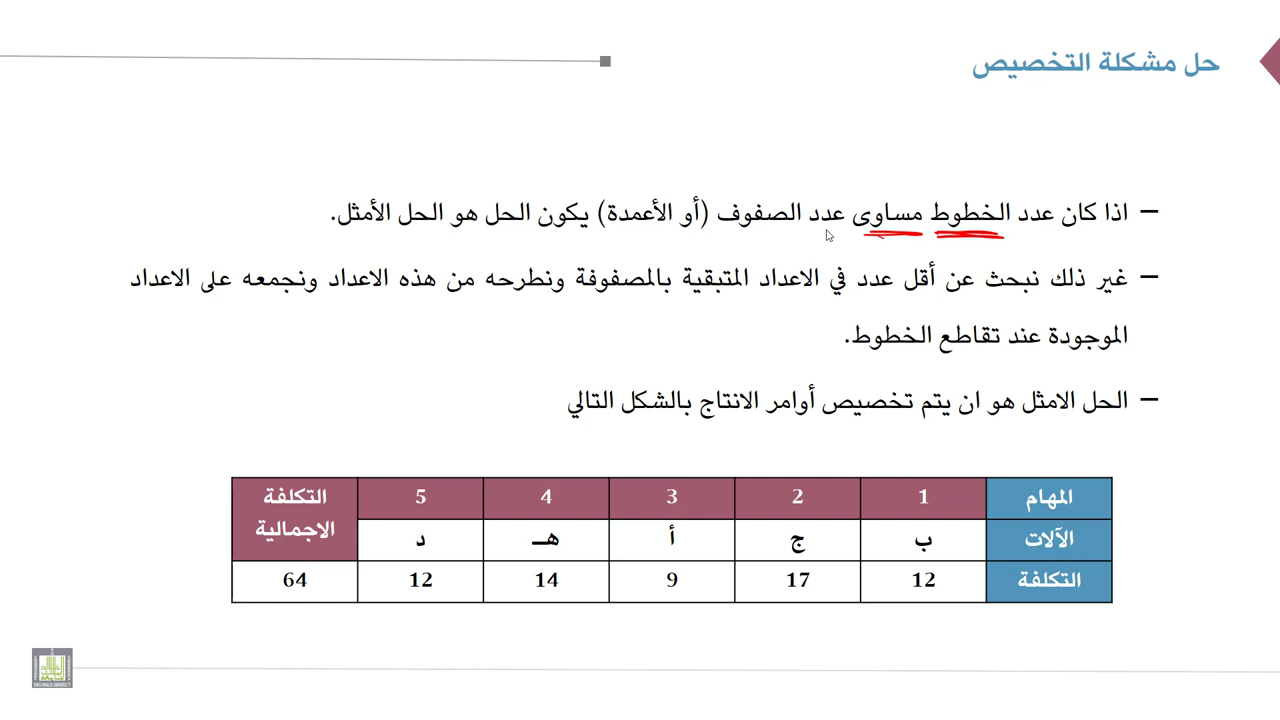 حل مشكلة التخصيص
– اذا كان عدد الخطوط مساوى عدد الصفوف (أو الأعمدة) يكون الحل هو الحل الأمثل.
– غير ذلك نبحث عن أقل عدد في الاعداد المتبقية بالمصفوفة ونطرحه من هذه الاعداد ونجمعه على الاعداد
الموجودة عند تقاطع الخطوط.
– الحل الامثل هو ان يتم تخصيص أوامر الانتاج بالشكل التالي
المهام 1 2 3 4 5 التكلفة الاجمالية
الآلات ب ج أ هـ د
التكلفة 12 17 9 14 12 64